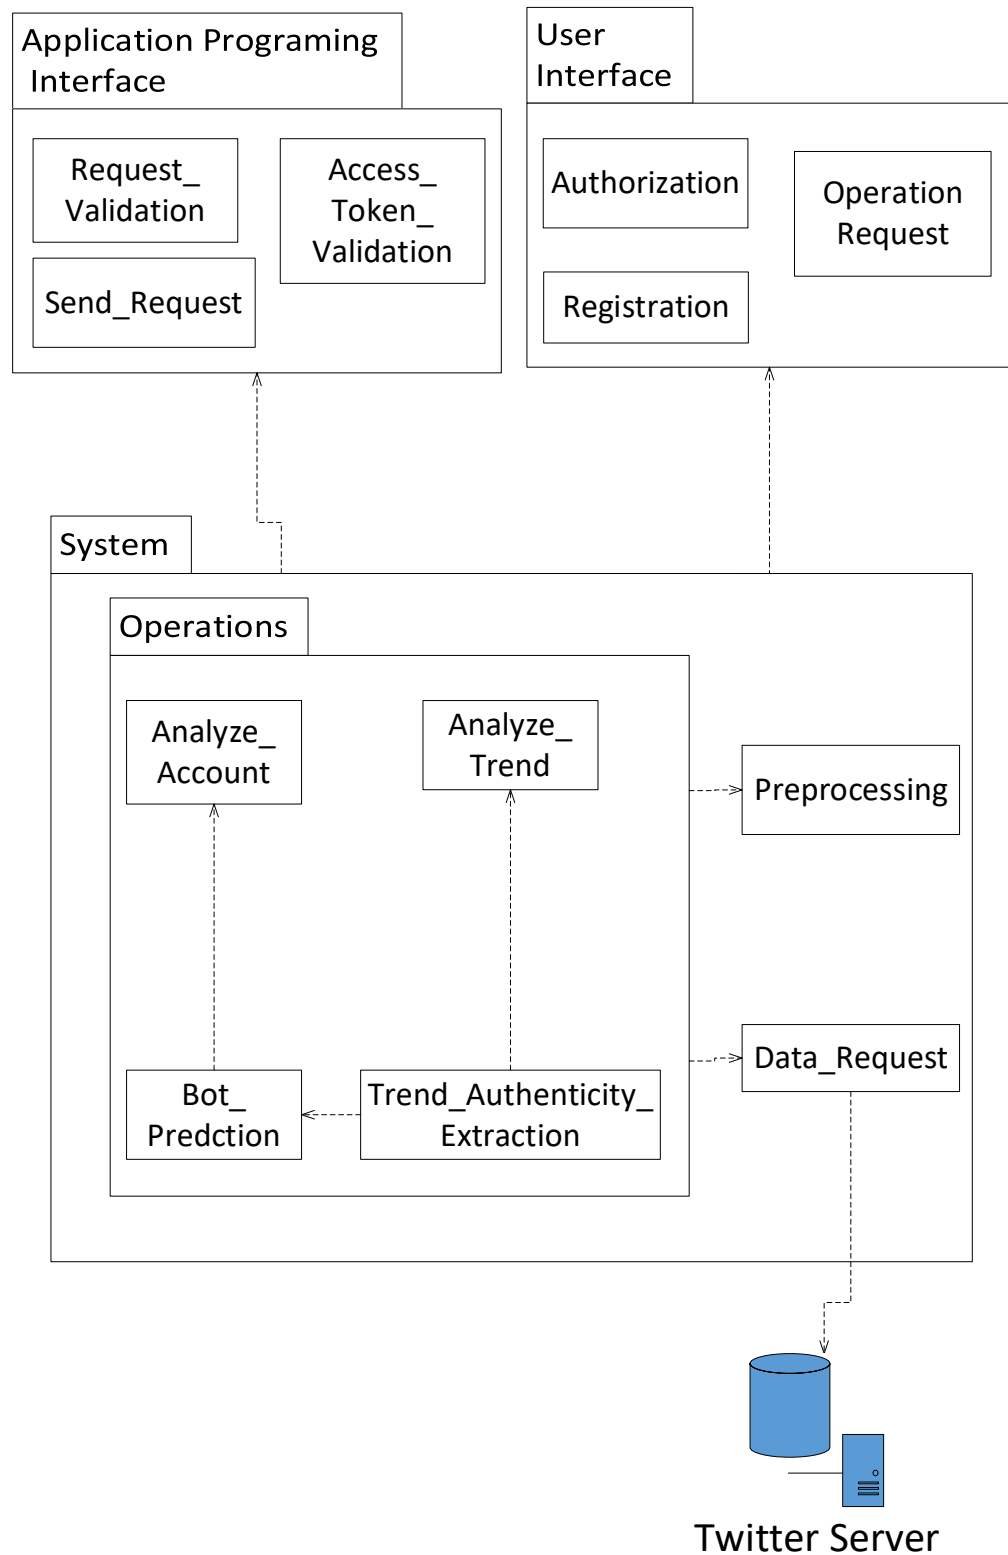 Application Programing
Interface
Request_
Validation
Access_
Token_
Validation
Send_Request
User
Interface
Authorization
Operation
Request
Registration
System
Operations
Analyze_
Account
Analyze_
Trend
Preprocessing
Bot_
Predction
Trend_Authenticity_
Extraction
Data_Request
Twitter Server